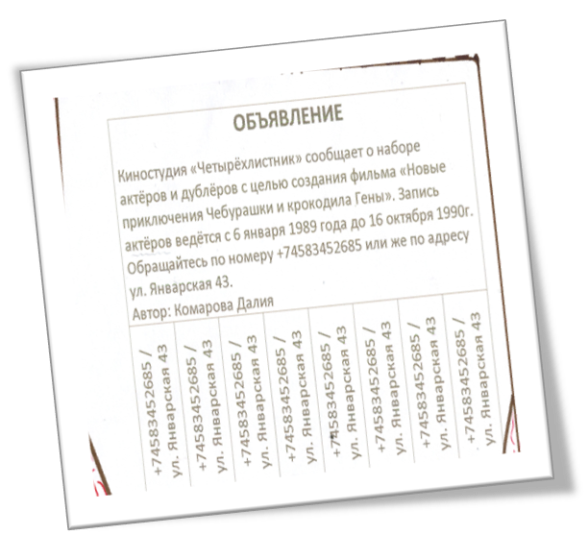 ОБЪЯВЛЕНИЕ
Киностудия «Четырёхлистник» сообщает о наборе
актёров и дублёров с целью создания фильма «Новые
приключения Чебурашки и крокодила Гены». Запись
актёров ведётся с 6 января 1989 года до 16 октября 1990г.
Обращайтесь по номеру +74583452685 или же по адресу
ул. Январская 43.
Автор: Комарова Далия
+74583452685 /
ул. Январская 43
+74583452685 /
ул. Январская 43
+74583452685 /
ул. Январская 43
+74583452685 /
ул. Январская 43
+74583452685 /
ул. Январская 43
+74583452685 /
ул. Январская 43
+74583452685 /
ул. Январская 43
+74583452685 /
ул. Январская 43